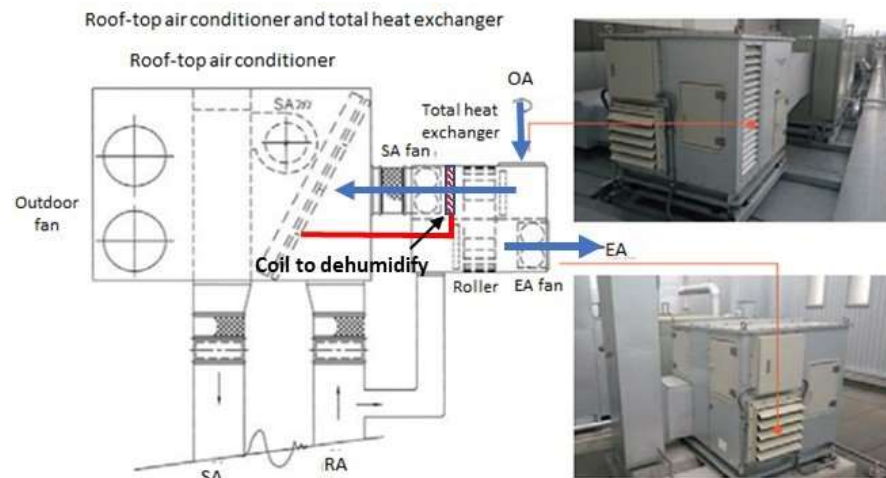 Roof-top air conditioner and total heat exchanger
Roof-top air conditioner
OA
Total heat
exchanger
SA fan
Outdoor
fan
EA
Coil to dehumidify
Roller
EA fan
SA
RA